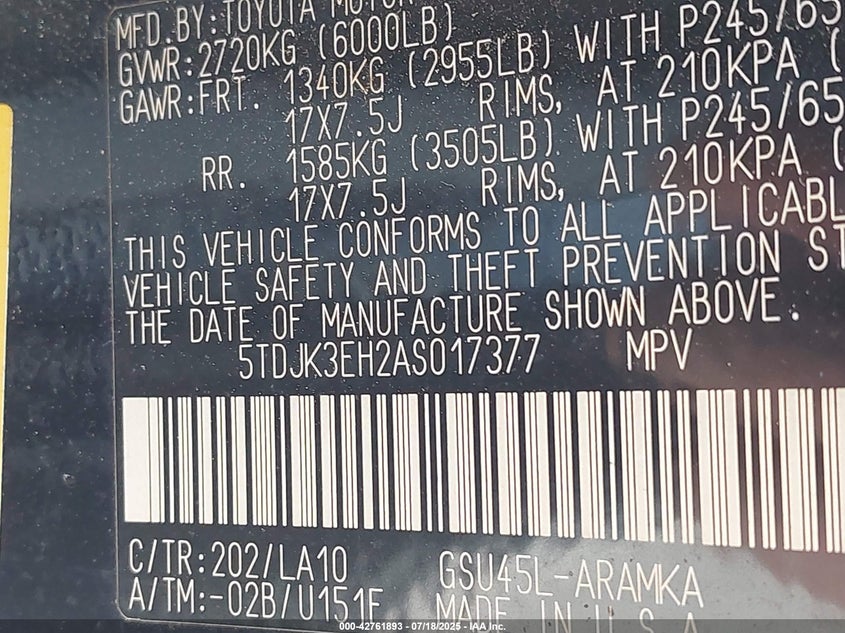 MFD.BY:TOYOTA MOTOR
GVWR:2720KG (6000LB)
GAWR:FRT. 1340KG (2955LB) WITH P245/65
17X7.5J RIMS, AT 210KPA (
RR. 1585KG (3505LB) WITH P245/65
17X7.5J RIMS, AT 210KPA (
THIS VEHICLE CONFORMS TO ALL APPLICABL
VEHICLE SAFETY AND THEFT PREVENTION ST
THE DATE OF MANUFACTURE SHOWN ABOVE.
5TDJK3EH2AS017377 MPV
C/TR:202/LA10 GSU45L-ARAMKA
A/TM:-02B/U151F MADE IN U.S.A
000-42761893 - 07/18/2025 - IAA Inc.